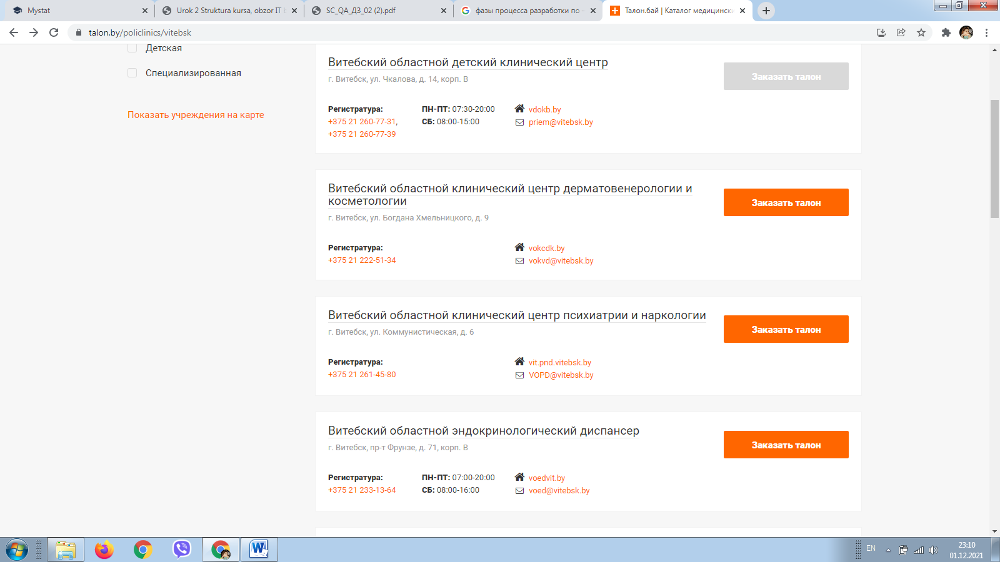 Mystat
Urok 2 Struktura kursa, obzor IT
SC_QA_ДЗ_02 (2).pdf
фазы процесса разработки по -
Талон.бай | Каталог медицинск
talon.by/policlinics/vitebsk
Детская
Специализированная
Показать учреждения на карте
Витебский областной детский клинический центр
г. Витебск, ул. Чкалова, д. 14, корп. В
Заказать талон
Регистратура:
+375 21 260-77-31,
+375 21 260-77-39
ПН-ПТ: 07:30-20:00
СБ: 08:00-15:00
vdokb.by
priem@vitebsk.by
Витебский областной клинический центр дерматовенерологии и
косметологии
г. Витебск, ул. Богдана Хмельницкого, д. 9
Заказать талон
Регистратура:
+375 21 222-51-34
vokcdk.by
vokvd@vitebsk.by
Витебский областной клинический центр психиатрии и наркологии
г. Витебск, ул. Коммунистическая, д. 6
Заказать талон
Регистратура:
+375 21 261-45-80
vit.pnd.vitebsk.by
VOPD@vitebsk.by
Витебский областной эндокринологический диспансер
г. Витебск, пр-т Фрунзе, д. 71, корп. В
Заказать талон
Регистратура:
+375 21 233-13-64
ПН-ПТ: 07:00-20:00
СБ: 08:00-16:00
voedvit.by
voed@vitebsk.by
EN
23:10
01.12.2021